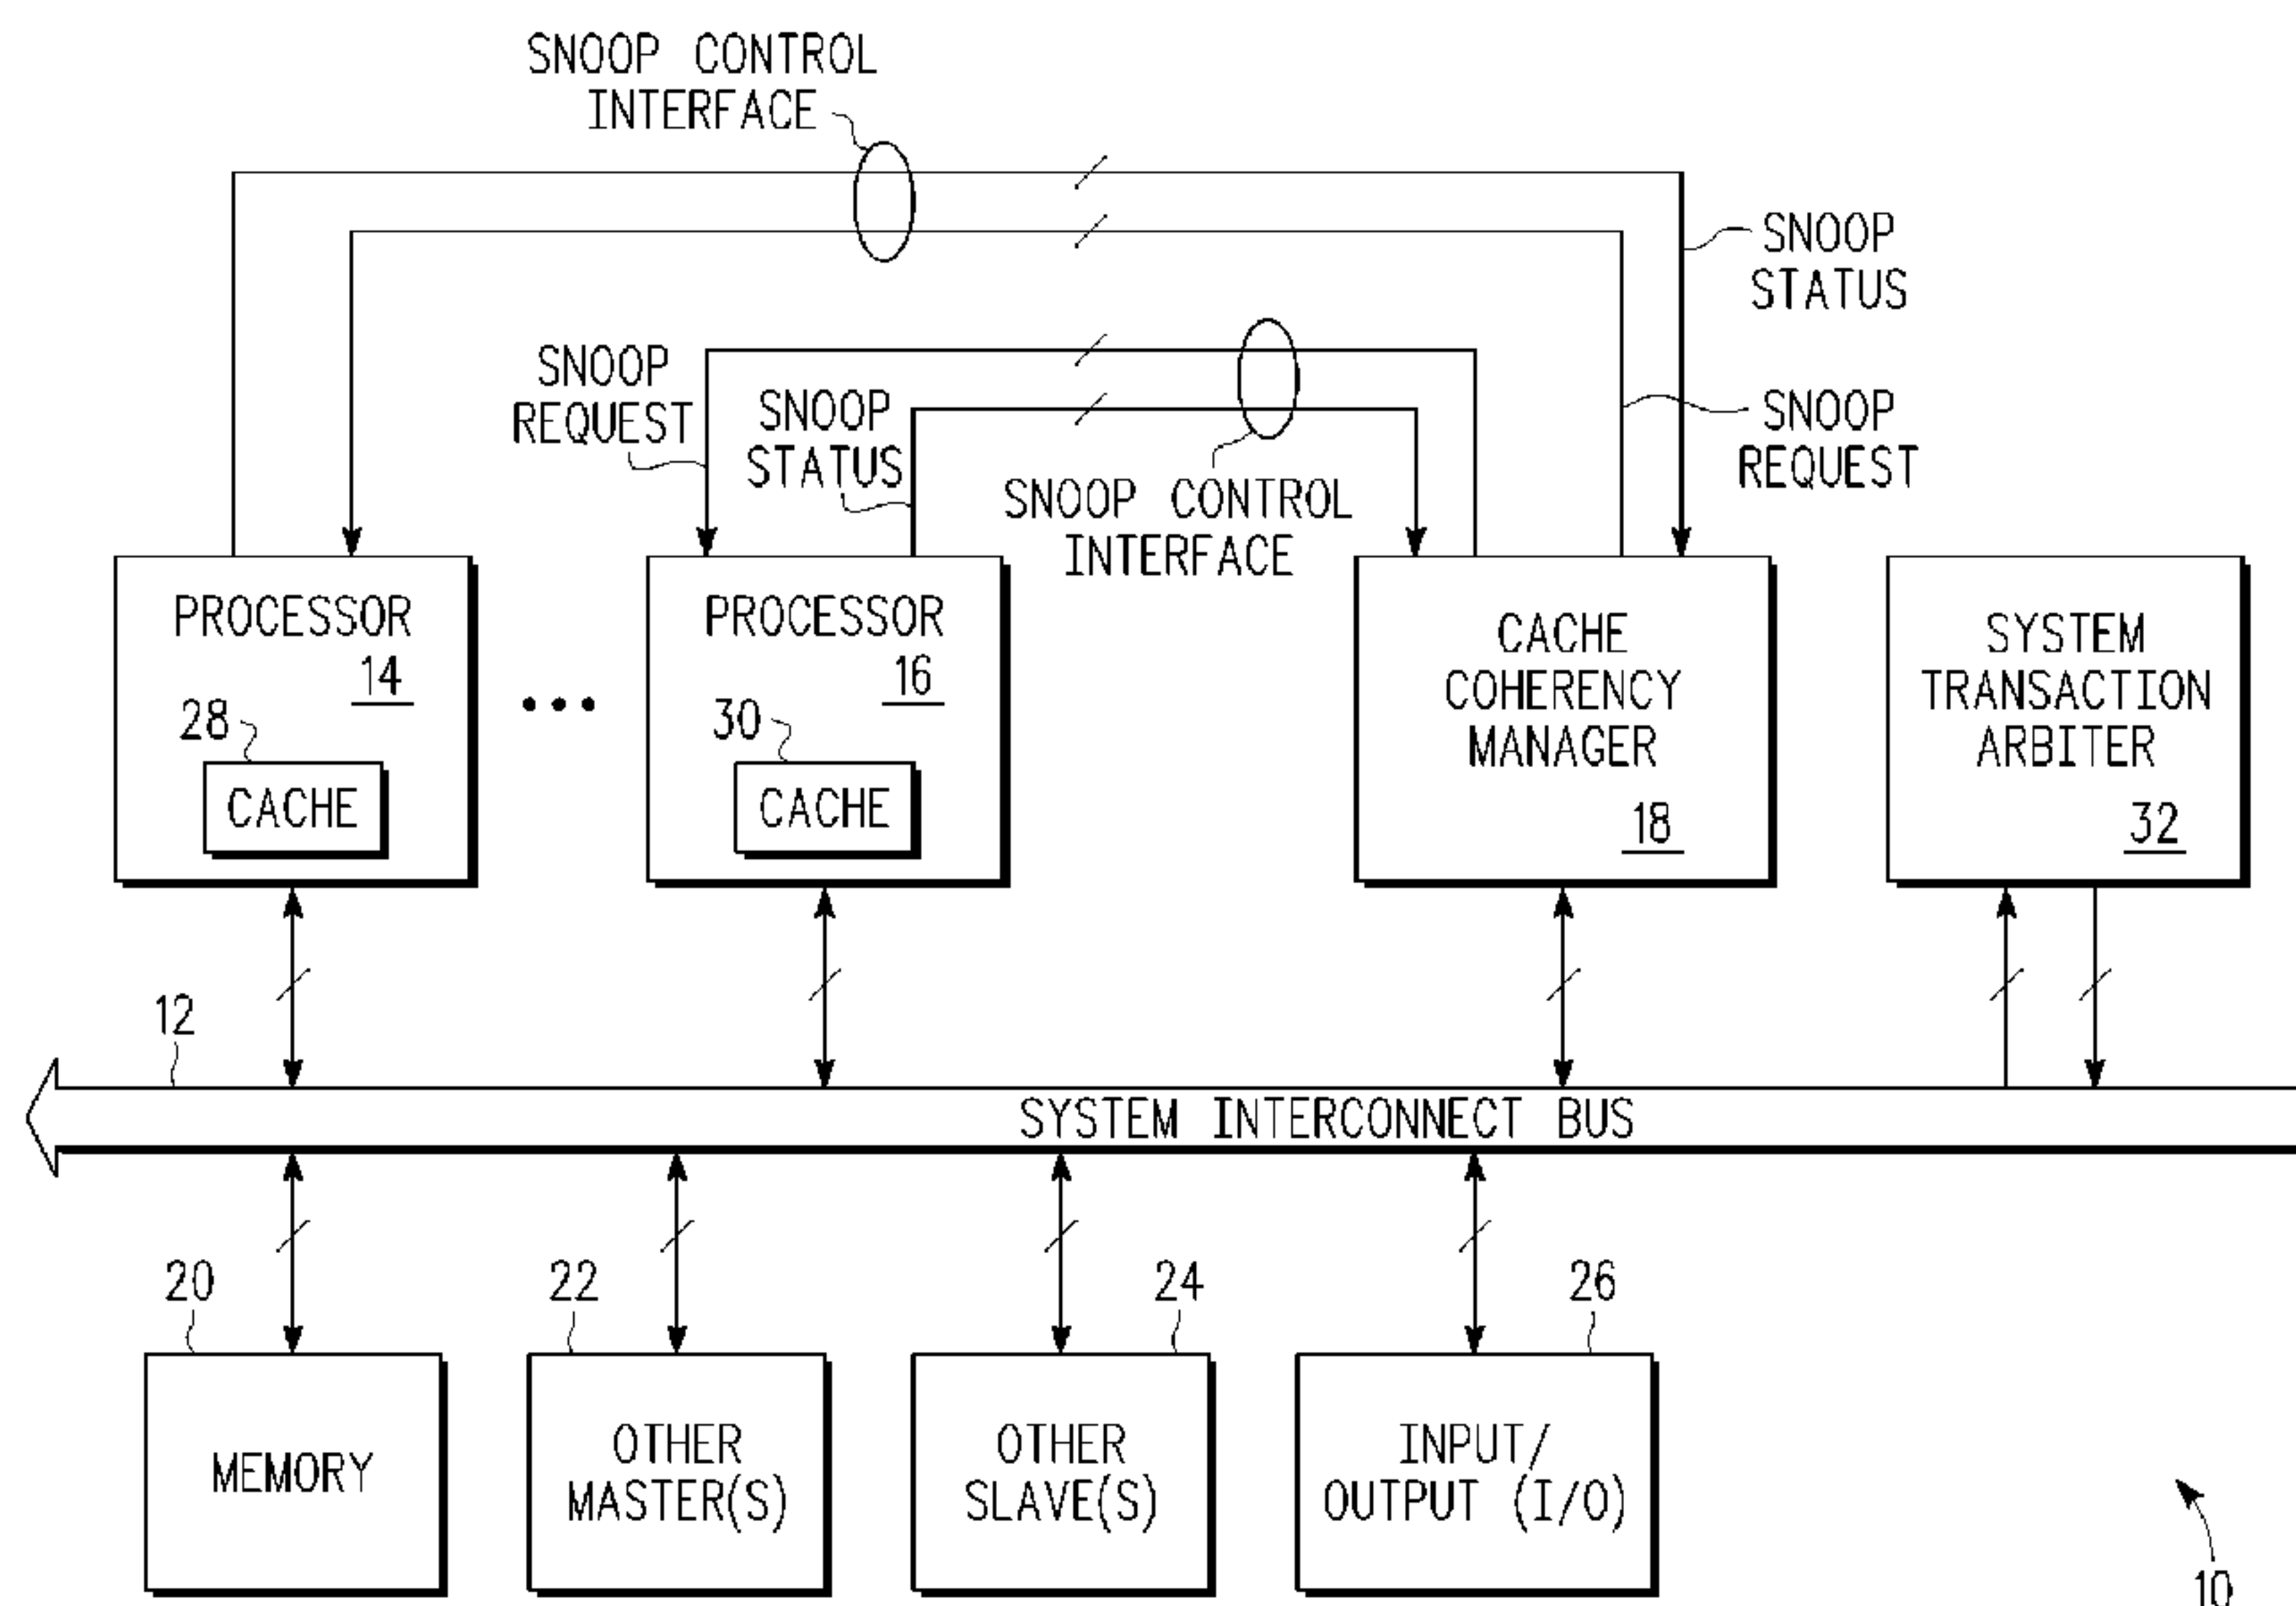 SNOOP CONTROL
INTERFACE
SNOOP
STATUS
SNOOP
REQUEST
SNOOP
STATUS
SNOOP
REQUEST
SNOOP CONTROL
INTERFACE
PROCESSOR
14
28
CACHE
PROCESSOR
16
30
CACHE
CACHE
COHERENCY
MANAGER
18
SYSTEM
TRANSACTION
ARBITER
32
12
SYSTEM INTERCONNECT BUS
20
MEMORY
22
OTHER
MASTER(S)
24
OTHER
SLAVE(S)
26
INPUT/
OUTPUT (I/O)
10